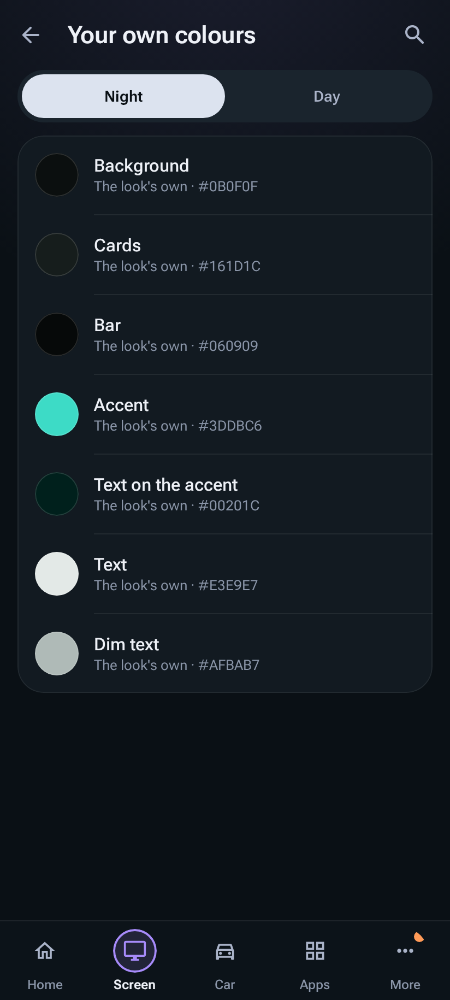 Your own colours
Night
Day
Background
The look's own · #0B0F0F
Cards
The look's own · #161D1C
Bar
The look's own · #060909
Accent
The look's own · #3DDBC6
Text on the accent
The look's own · #00201C
Text
The look's own · #E3E9E7
Dim text
The look's own · #AFBAB7
Home
Screen
Car
Apps
More